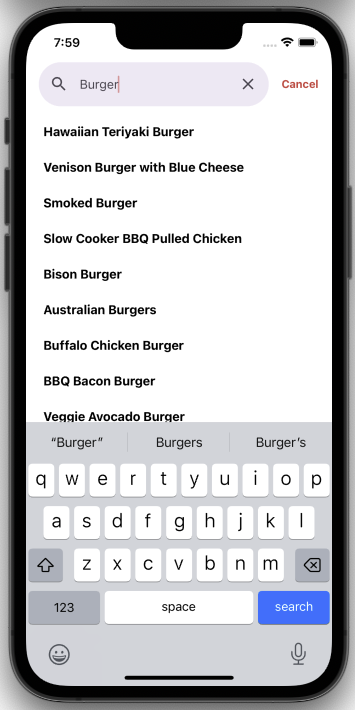 7:59
Burger
Cancel
Hawaiian Teriyaki Burger
Venison Burger with Blue Cheese
Smoked Burger
Slow Cooker BBQ Pulled Chicken
Bison Burger
Australian Burgers
Buffalo Chicken Burger
BBQ Bacon Burger
Veggie Avocado Burger
“Burger” Burgers Burger’s
q w e r t y u i o p
a s d f g h j k l
z x c v b n m
123 space search